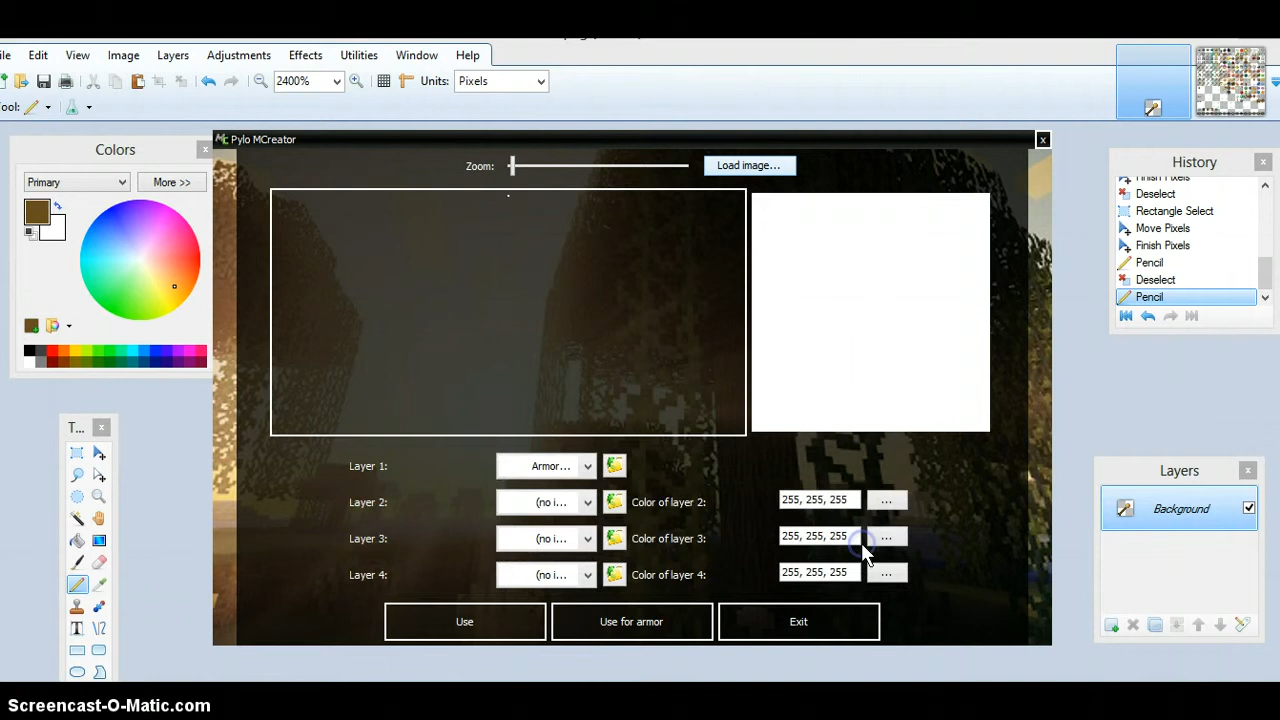 ile Edit View Image Layers Adjustments Effects Utilities Window Help
2400% Units: Pixels
Tool:
Colors
Primary More >>
Pylo MCreator
Zoom: Load image...
History
Finish Pixels
Deselect
Rectangle Select
Move Pixels
Finish Pixels
Pencil
Deselect
Pencil
T...
Layer 1: Armor...
Layer 2: (no i... Color of layer 2: 255, 255, 255 ...
Layer 3: (no i... Color of layer 3: 255, 255, 255 ...
Layer 4: (no i... Color of layer 4: 255, 255, 255 ...
Use Use for armor Exit
Layers
Background
Screencast-O-Matic.com